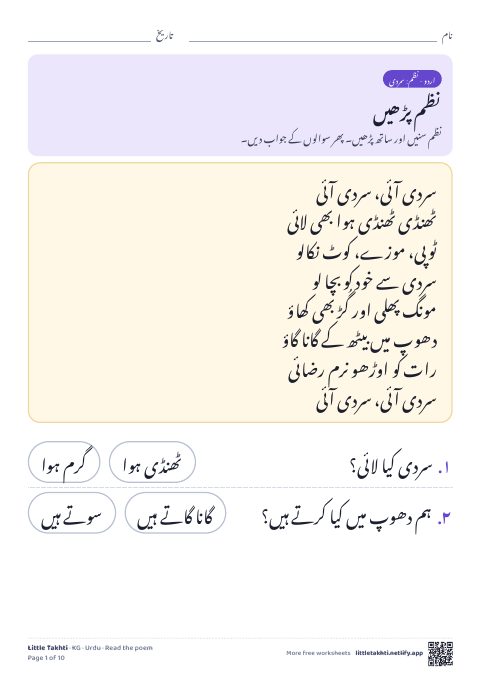 نام تاریخ
اردو · نظم: سردی
نظم پڑھیں
نظم سنیں اور ساتھ پڑھیں۔ پھر سوالوں کے جواب دیں۔
سردی آئی، سردی آئی
ٹھنڈی ٹھنڈی ہوا بھی لائی
ٹوپی، موزے، کوٹ نکالو
سردی سے خود کو بچا لو
مونگ پھلی اور گڑ بھی کھاؤ
دھوپ میں بیٹھ کے گانا گاؤ
رات کو اوڑھو نرم رضائی
سردی آئی، سردی آئی
۱. سردی کیا لائی؟ ٹھنڈی ہوا گرم ہوا
۲. ہم دھوپ میں کیا کرتے ہیں؟ گانا گاتے ہیں سوتے ہیں
Little Takhti · KG · Urdu · Read the poem
Page 1 of 10
More free worksheets · littletakhti.netlify.app